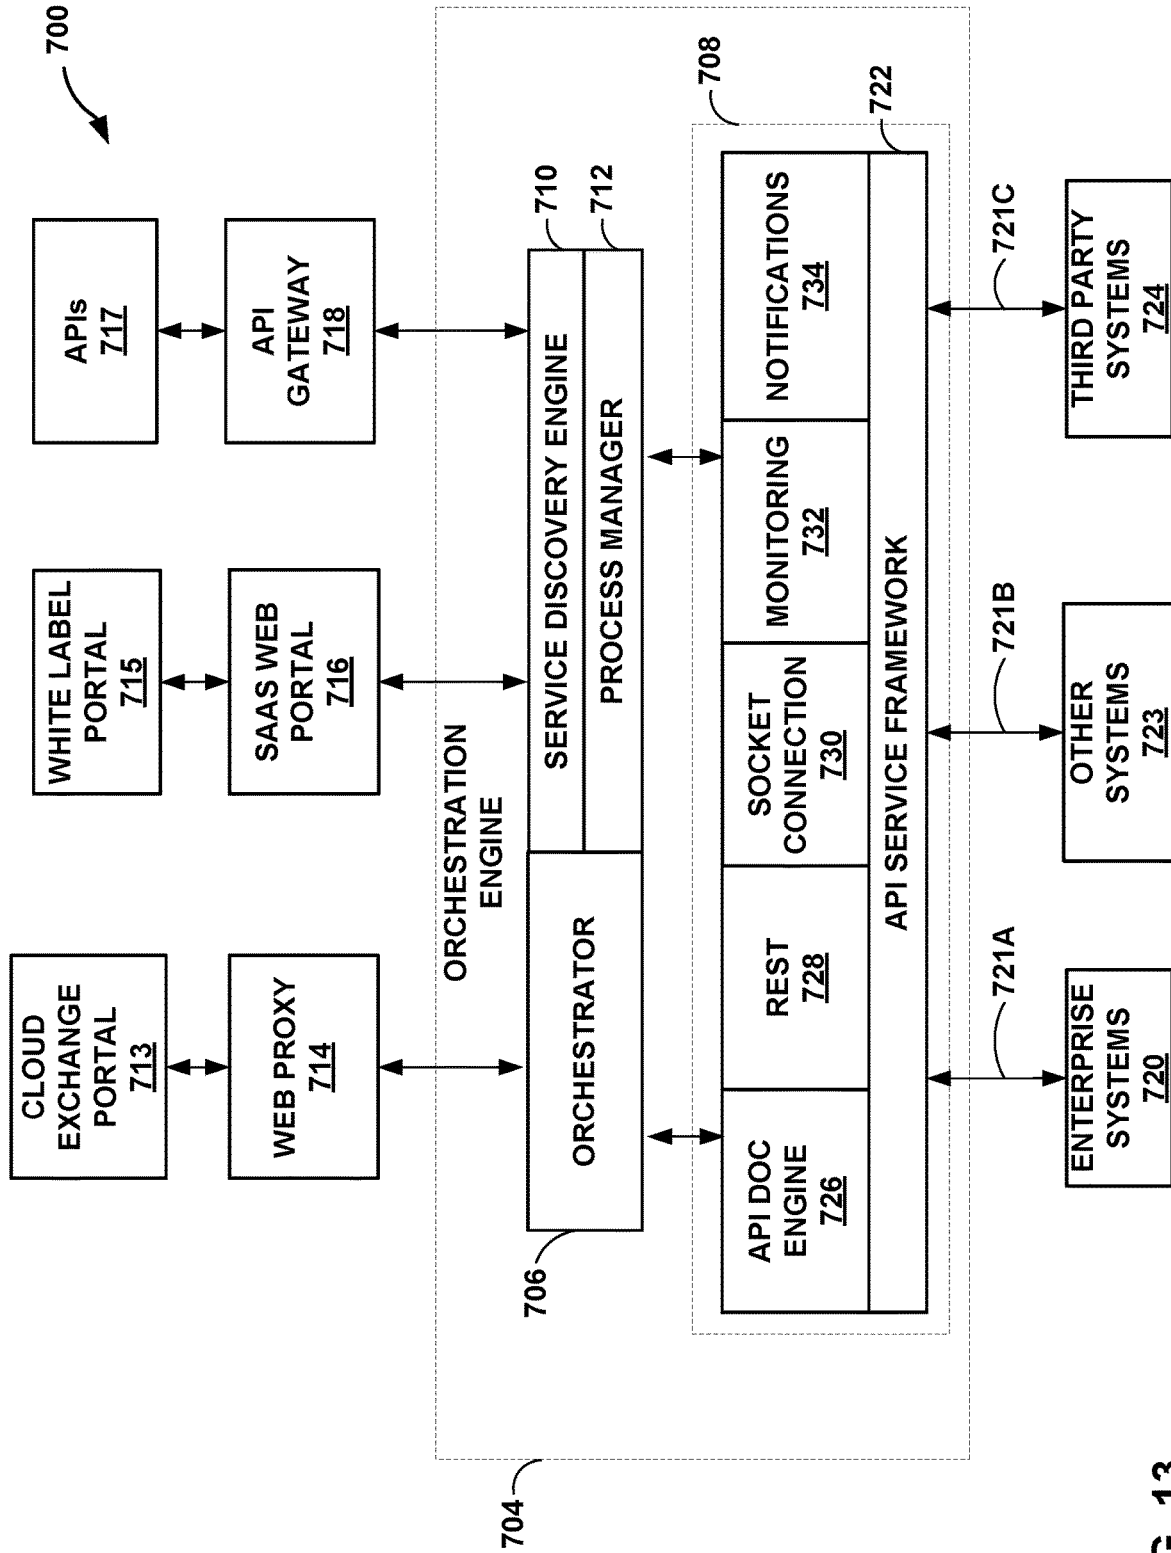 700
CLOUD
EXCHANGE
PORTAL
713
WHITE LABEL
PORTAL
715
APIs
717
WEB PROXY
714
SAAS WEB
PORTAL
716
API
GATEWAY
718
704
ORCHESTRATION
ENGINE
706
ORCHESTRATOR
SERVICE DISCOVERY ENGINE
710
PROCESS MANAGER
712
708
API DOC
ENGINE
726
REST
728
SOCKET
CONNECTION
730
MONITORING
732
NOTIFICATIONS
734
API SERVICE FRAMEWORK
722
721A
721B
721C
ENTERPRISE
SYSTEMS
720
OTHER
SYSTEMS
723
THIRD PARTY
SYSTEMS
724
G. 13